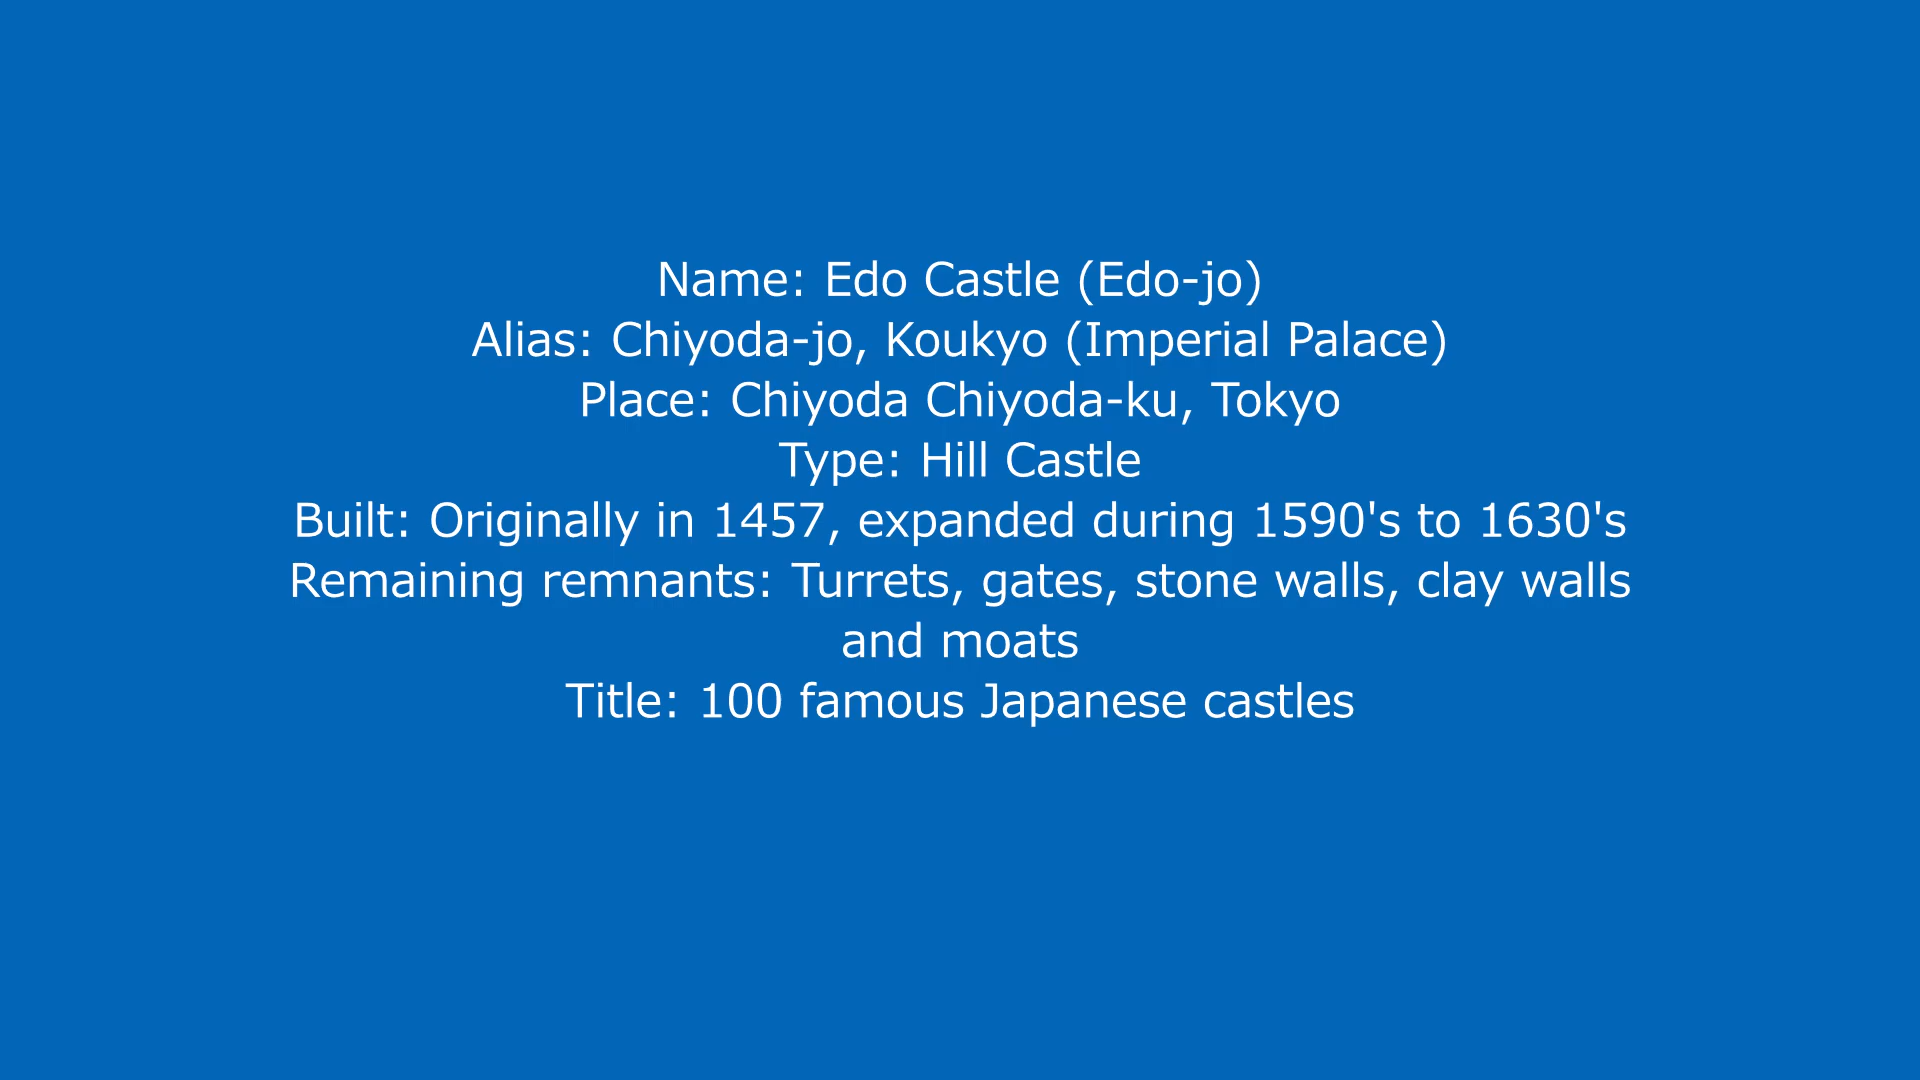 Name: Edo Castle (Edo-jo)
Alias: Chiyoda-jo, Koukyo (Imperial Palace)
Place: Chiyoda Chiyoda-ku, Tokyo
Type: Hill Castle
Built: Originally in 1457, expanded during 1590's to 1630's
Remaining remnants: Turrets, gates, stone walls, clay walls
and moats
Title: 100 famous Japanese castles